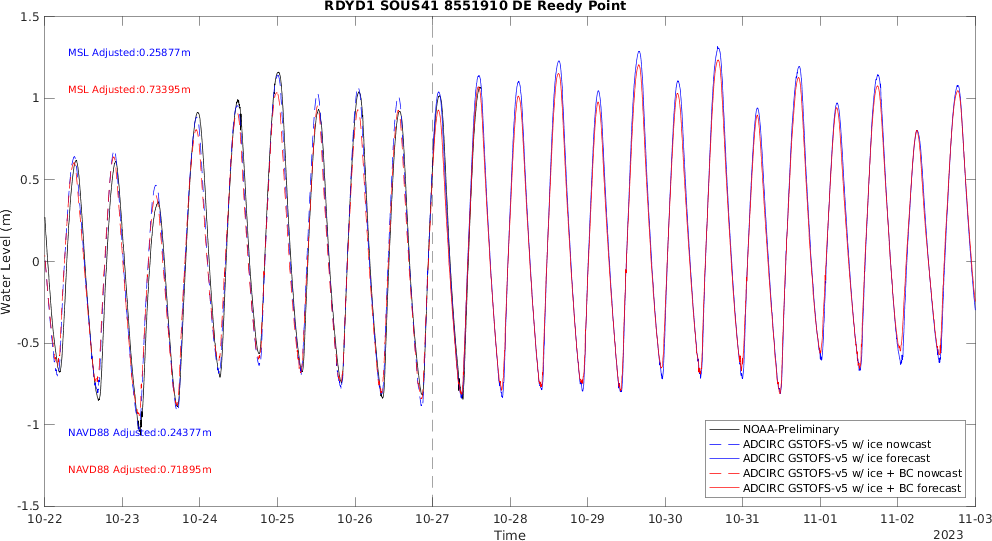 RDYD1 SOUS41 8551910 DE Reedy Point
1.5
1
0.5
0
-0.5
-1
-1.5
Water Level (m)
MSL Adjusted:0.25877m
MSL Adjusted:0.73395m
NAVD88 Adjusted:0.24377m
NAVD88 Adjusted:0.71895m
NOAA-Preliminary
ADCIRC GSTOFS-v5 w/ ice nowcast
ADCIRC GSTOFS-v5 w/ ice forecast
ADCIRC GSTOFS-v5 w/ ice + BC nowcast
ADCIRC GSTOFS-v5 w/ ice + BC forecast
10-22 10-23 10-24 10-25 10-26 10-27 10-28 10-29 10-30 10-31 11-01 11-02 11-03
Time
2023